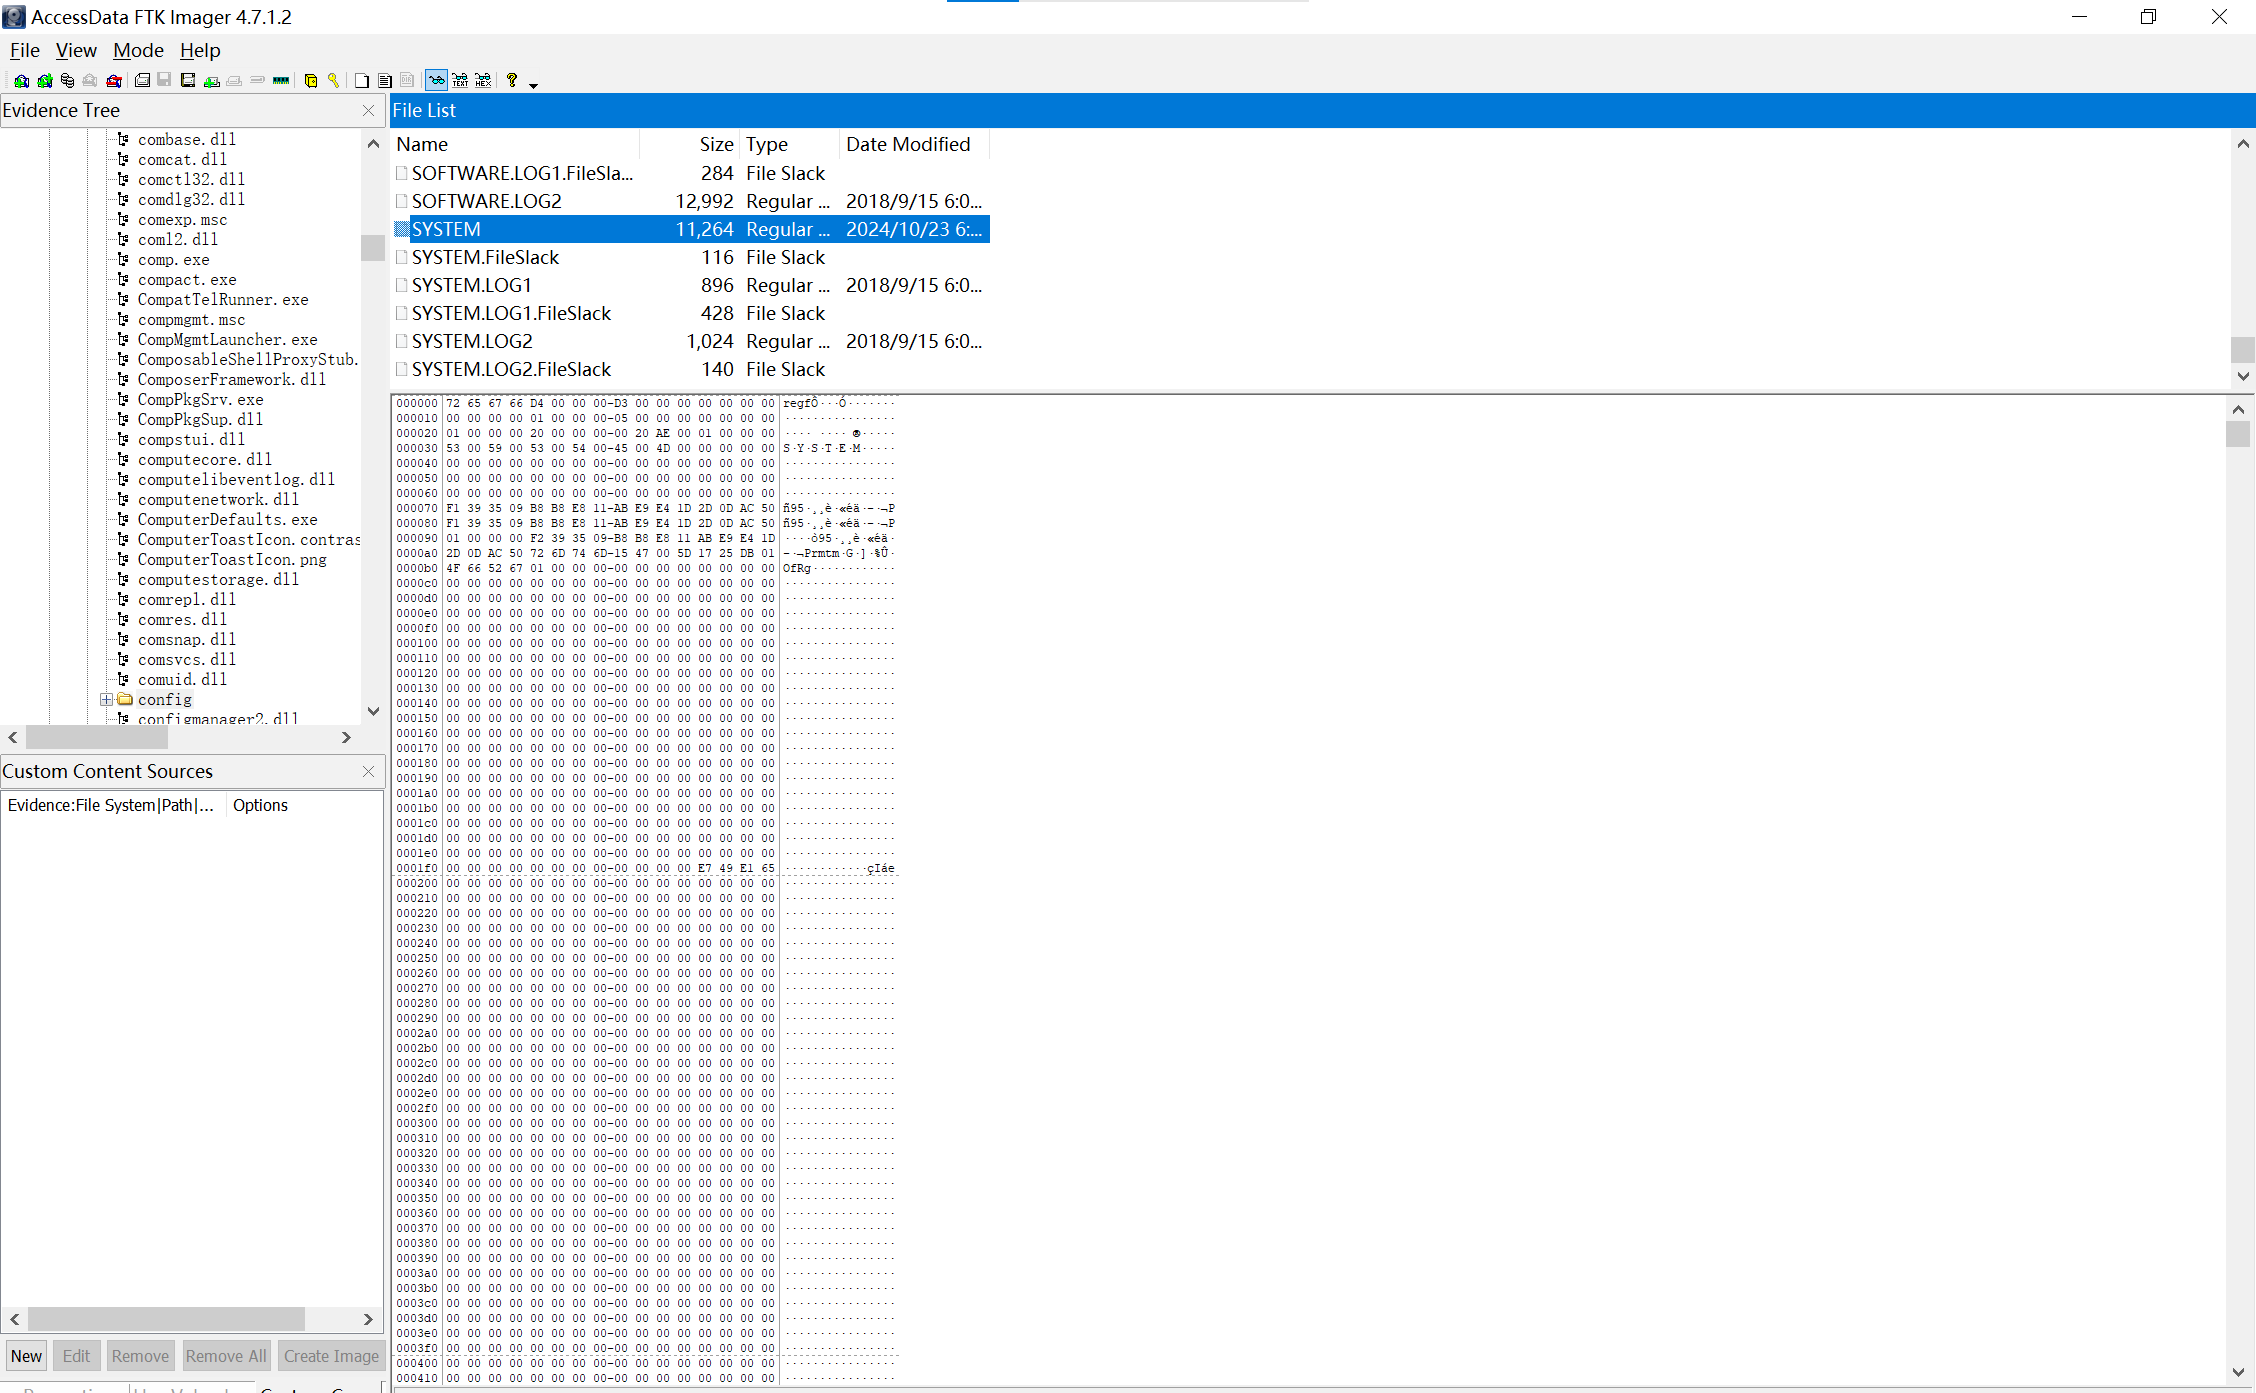 AccessData FTK Imager 4.7.1.2
File View Mode Help
Evidence Tree
combase.dll
comcat.dll
comctl32.dll
comdlg32.dll
comexp.msc
coml2.dll
comp.exe
compact.exe
CompatTelRunner.exe
compmgmt.msc
CompMgmtLauncher.exe
ComposableShellProxyStub.
ComposerFramework.dll
CompPkgSrv.exe
CompPkgSup.dll
compstui.dll
computecore.dll
computelibeventlog.dll
computenetwork.dll
ComputerDefaults.exe
ComputerToastIcon.contras
ComputerToastIcon.png
computestorage.dll
comrepl.dll
comres.dll
comsnap.dll
comsvcs.dll
comuid.dll
config
configmanager2.dll
Custom Content Sources
Evidence:File System|Path|... Options
New Edit Remove Remove All Create Image
File List
Name Size Type Date Modified
SOFTWARE.LOG1.FileSla... 284 File Slack
SOFTWARE.LOG2 12,992 Regular ... 2018/9/15 6:0...
SYSTEM 11,264 Regular ... 2024/10/23 6:...
SYSTEM.FileSlack 116 File Slack
SYSTEM.LOG1 896 Regular ... 2018/9/15 6:0...
SYSTEM.LOG1.FileSlack 428 File Slack
SYSTEM.LOG2 1,024 Regular ... 2018/9/15 6:0...
SYSTEM.LOG2.FileSlack 140 File Slack
000000 72 65 67 66 D4 00 00 00-D3 00 00 00 00 00 00 00 regfÔ···Ó·······
000010 00 00 00 00 01 00 00 00-05 00 00 00 00 00 00 00 ················
000020 01 00 00 00 20 00 00 00-00 20 AE 00 01 00 00 00 ···· ···· ®·····
000030 53 00 59 00 53 00 54 00-45 00 4D 00 00 00 00 00 S·Y·S·T·E·M·····
000040 00 00 00 00 00 00 00 00-00 00 00 00 00 00 00 00 ················
000050 00 00 00 00 00 00 00 00-00 00 00 00 00 00 00 00 ················
000060 00 00 00 00 00 00 00 00-00 00 00 00 00 00 00 00 ················
000070 F1 39 35 09 B8 B8 E8 11-AB E9 E4 1D 2D 0D AC 50 ñ95·¸¸è·«éä·-·¬P
000080 F1 39 35 09 B8 B8 E8 11-AB E9 E4 1D 2D 0D AC 50 ñ95·¸¸è·«éä·-·¬P
000090 01 00 00 00 F2 39 35 09-B8 B8 E8 11 AB E9 E4 1D ····ò95·¸¸è·«éä·
0000a0 2D 0D AC 50 72 6D 74 6D-15 47 00 5D 17 25 DB 01 -·¬Prmtm·G·]·%Û·
0000b0 4F 66 52 67 01 00 00 00-00 00 00 00 00 00 00 00 OfRg············
0000c0 00 00 00 00 00 00 00 00-00 00 00 00 00 00 00 00 ················
0000d0 00 00 00 00 00 00 00 00-00 00 00 00 00 00 00 00 ················
0000e0 00 00 00 00 00 00 00 00-00 00 00 00 00 00 00 00 ················
0000f0 00 00 00 00 00 00 00 00-00 00 00 00 00 00 00 00 ················
000100 00 00 00 00 00 00 00 00-00 00 00 00 00 00 00 00 ················
000110 00 00 00 00 00 00 00 00-00 00 00 00 00 00 00 00 ················
000120 00 00 00 00 00 00 00 00-00 00 00 00 00 00 00 00 ················
000130 00 00 00 00 00 00 00 00-00 00 00 00 00 00 00 00 ················
000140 00 00 00 00 00 00 00 00-00 00 00 00 00 00 00 00 ················
000150 00 00 00 00 00 00 00 00-00 00 00 00 00 00 00 00 ················
000160 00 00 00 00 00 00 00 00-00 00 00 00 00 00 00 00 ················
000170 00 00 00 00 00 00 00 00-00 00 00 00 00 00 00 00 ················
000180 00 00 00 00 00 00 00 00-00 00 00 00 00 00 00 00 ················
000190 00 00 00 00 00 00 00 00-00 00 00 00 00 00 00 00 ················
0001a0 00 00 00 00 00 00 00 00-00 00 00 00 00 00 00 00 ················
0001b0 00 00 00 00 00 00 00 00-00 00 00 00 00 00 00 00 ················
0001c0 00 00 00 00 00 00 00 00-00 00 00 00 00 00 00 00 ················
0001d0 00 00 00 00 00 00 00 00-00 00 00 00 00 00 00 00 ················
0001e0 00 00 00 00 00 00 00 00-00 00 00 00 00 00 00 00 ················
0001f0 00 00 00 00 00 00 00 00-00 00 00 00 E7 49 E1 65 ············çIáe
000200 00 00 00 00 00 00 00 00-00 00 00 00 00 00 00 00 ················
000210 00 00 00 00 00 00 00 00-00 00 00 00 00 00 00 00 ················
000220 00 00 00 00 00 00 00 00-00 00 00 00 00 00 00 00 ················
000230 00 00 00 00 00 00 00 00-00 00 00 00 00 00 00 00 ················
000240 00 00 00 00 00 00 00 00-00 00 00 00 00 00 00 00 ················
000250 00 00 00 00 00 00 00 00-00 00 00 00 00 00 00 00 ················
000260 00 00 00 00 00 00 00 00-00 00 00 00 00 00 00 00 ················
000270 00 00 00 00 00 00 00 00-00 00 00 00 00 00 00 00 ················
000280 00 00 00 00 00 00 00 00-00 00 00 00 00 00 00 00 ················
000290 00 00 00 00 00 00 00 00-00 00 00 00 00 00 00 00 ················
0002a0 00 00 00 00 00 00 00 00-00 00 00 00 00 00 00 00 ················
0002b0 00 00 00 00 00 00 00 00-00 00 00 00 00 00 00 00 ················
0002c0 00 00 00 00 00 00 00 00-00 00 00 00 00 00 00 00 ················
0002d0 00 00 00 00 00 00 00 00-00 00 00 00 00 00 00 00 ················
0002e0 00 00 00 00 00 00 00 00-00 00 00 00 00 00 00 00 ················
0002f0 00 00 00 00 00 00 00 00-00 00 00 00 00 00 00 00 ················
000300 00 00 00 00 00 00 00 00-00 00 00 00 00 00 00 00 ················
000310 00 00 00 00 00 00 00 00-00 00 00 00 00 00 00 00 ················
000320 00 00 00 00 00 00 00 00-00 00 00 00 00 00 00 00 ················
000330 00 00 00 00 00 00 00 00-00 00 00 00 00 00 00 00 ················
000340 00 00 00 00 00 00 00 00-00 00 00 00 00 00 00 00 ················
000350 00 00 00 00 00 00 00 00-00 00 00 00 00 00 00 00 ················
000360 00 00 00 00 00 00 00 00-00 00 00 00 00 00 00 00 ················
000370 00 00 00 00 00 00 00 00-00 00 00 00 00 00 00 00 ················
000380 00 00 00 00 00 00 00 00-00 00 00 00 00 00 00 00 ················
000390 00 00 00 00 00 00 00 00-00 00 00 00 00 00 00 00 ················
0003a0 00 00 00 00 00 00 00 00-00 00 00 00 00 00 00 00 ················
0003b0 00 00 00 00 00 00 00 00-00 00 00 00 00 00 00 00 ················
0003c0 00 00 00 00 00 00 00 00-00 00 00 00 00 00 00 00 ················
0003d0 00 00 00 00 00 00 00 00-00 00 00 00 00 00 00 00 ················
0003e0 00 00 00 00 00 00 00 00-00 00 00 00 00 00 00 00 ················
0003f0 00 00 00 00 00 00 00 00-00 00 00 00 00 00 00 00 ················
000400 00 00 00 00 00 00 00 00-00 00 00 00 00 00 00 00 ················
000410 00 00 00 00 00 00 00 00-00 00 00 00 00 00 00 00 ················